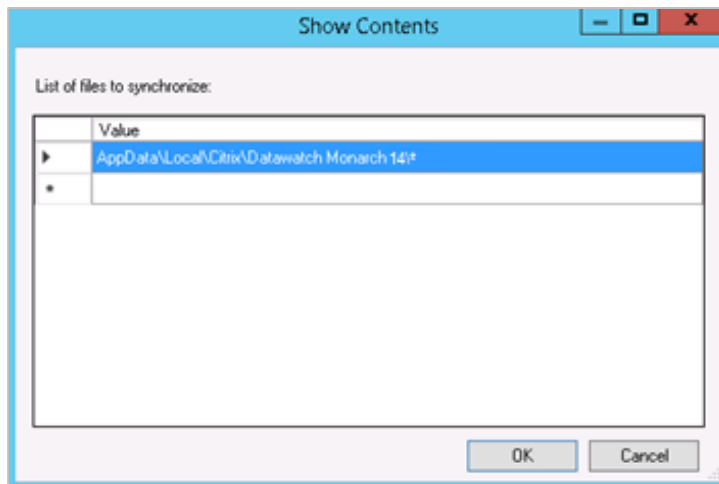 Show Contents
List of files to synchronize:
Value
AppData\Local\Citrix\Datawatch Monarch 14\*
*
OK
Cancel